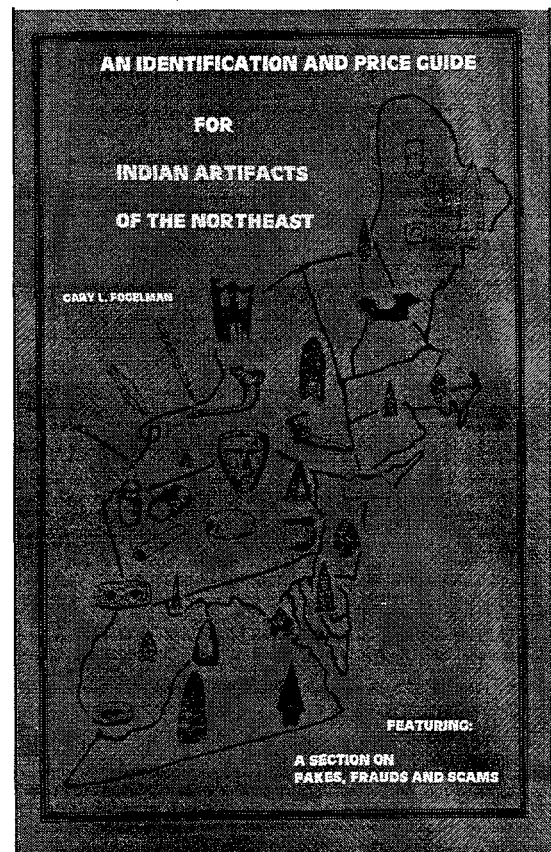 AN IDENTIFICATION AND PRICE GUIDE
FOR
INDIAN ARTIFACTS
OF THE NORTHEAST
GARY L. FOGELMAN
FEATURING:
A SECTION ON
FAKES, FRAUDS AND SCAMS